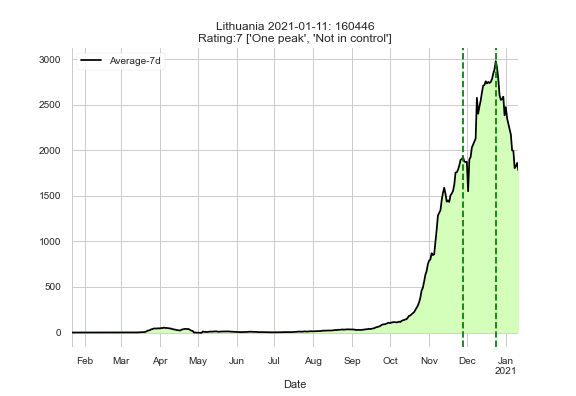 Lithuania 2021-01-11: 160446
Rating:7 ['One peak', 'Not in control']
Average-7d
3000
2500
2000
1500
1000
500
0
Feb Mar Apr May Jun Jul Aug Sep Oct Nov Dec Jan
2021
Date